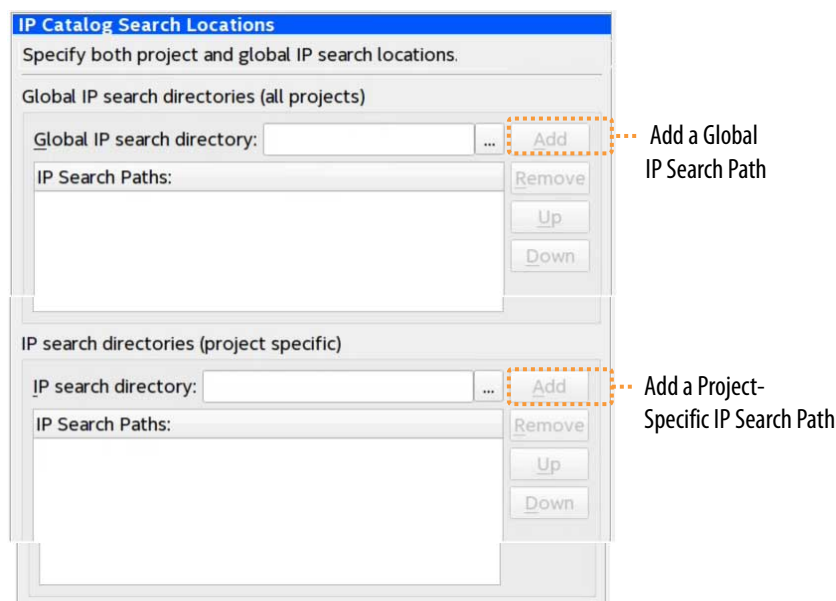 IP Catalog Search Locations
Specify both project and global IP search locations.
Global IP search directories (all projects)
Global IP search directory:
...
Add
Add a Global
IP Search Path
IP Search Paths:
Remove
Up
Down
IP search directories (project specific)
IP search directory:
...
Add
Add a Project-
Specific IP Search Path
IP Search Paths:
Remove
Up
Down